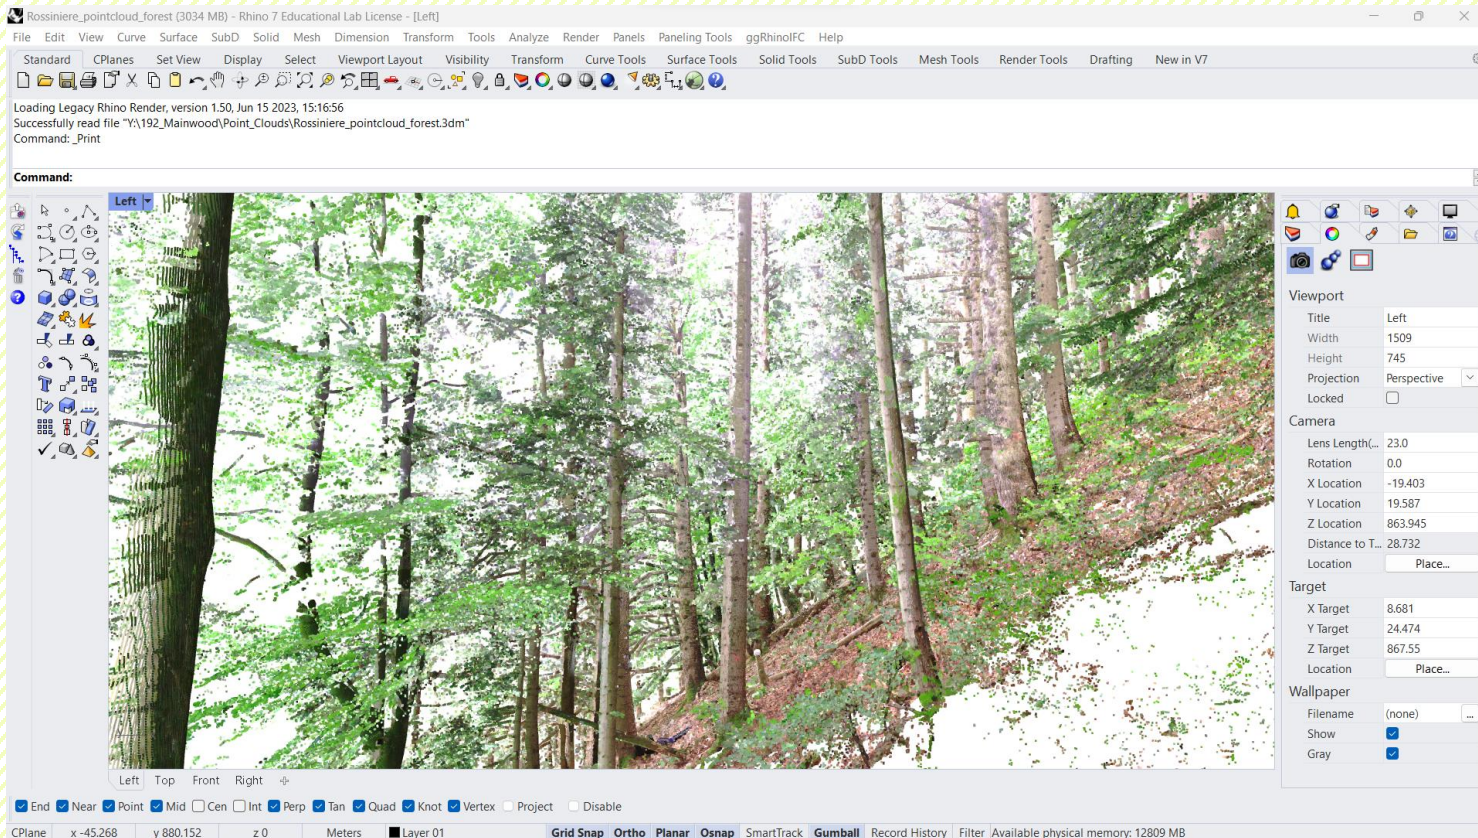 Rossiniere_pointcloud_forest (3034 MB) - Rhino 7 Educational Lab License - [Left]
File Edit View Curve Surface SubD Solid Mesh Dimension Transform Tools Analyze Render Panels Paneling Tools ggRhinoIFC Help
Standard CPlanes Set View Display Select Viewport Layout Visibility Transform Curve Tools Surface Tools Solid Tools SubD Tools Mesh Tools Render Tools Drafting New in V7
Loading Legacy Rhino Render, version 1.50, Jun 15 2023, 15:16:56
Successfully read file "Y:\192_Mainwood\Point_Clouds\Rossiniere_pointcloud_forest.3dm"
Command: _Print
Command:
Left
Viewport
Title Left
Width 1509
Height 745
Projection Perspective
Locked
Camera
Lens Length(... 23.0
Rotation 0.0
X Location -19.403
Y Location 19.587
Z Location 863.945
Distance to T... 28.732
Location Place...
Target
X Target 8.681
Y Target 24.474
Z Target 867.55
Location Place...
Wallpaper
Filename (none) ...
Show
Gray
Left Top Front Right
End Near Point Mid Cen Int Perp Tan Quad Knot Vertex Project Disable
CPlane x -45.268 y 880.152 z 0 Meters Layer 01 Grid Snap Ortho Planar Osnap SmartTrack Gumball Record History Filter Available physical memory: 12809 MB